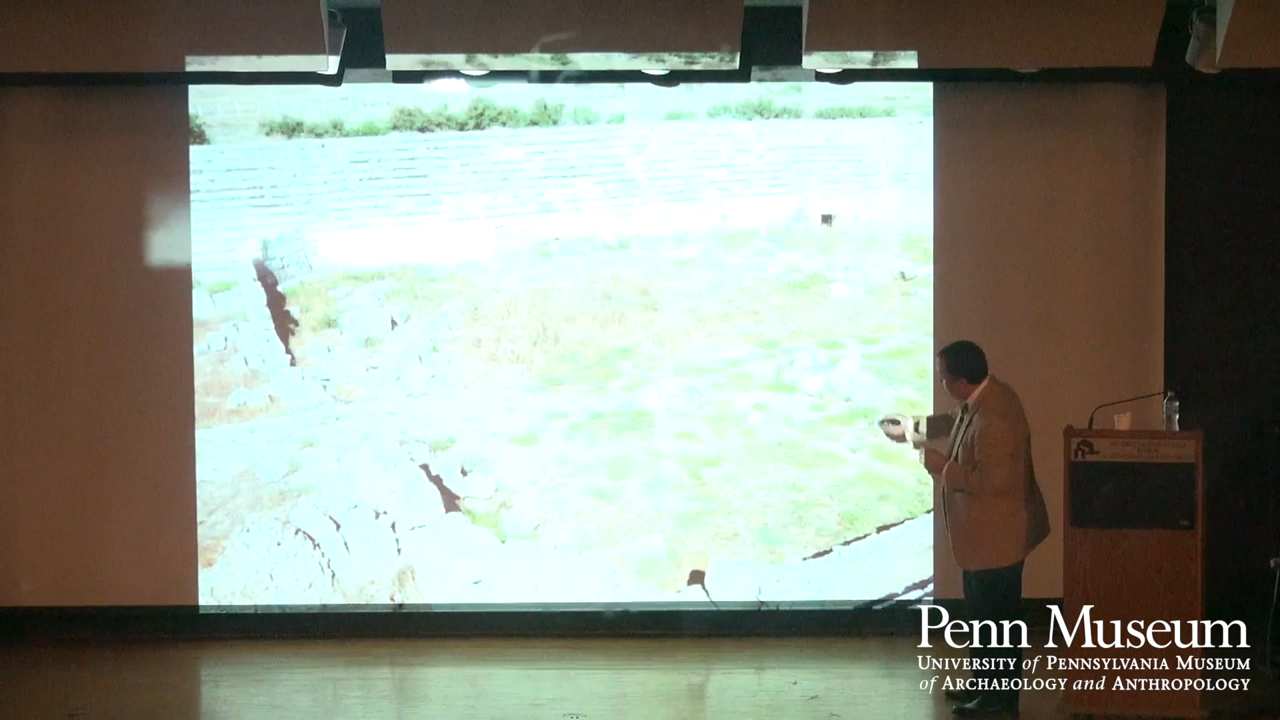 Penn Museum
UNIVERSITY of PENNSYLVANIA MUSEUM
of ARCHAEOLOGY and ANTHROPOLOGY